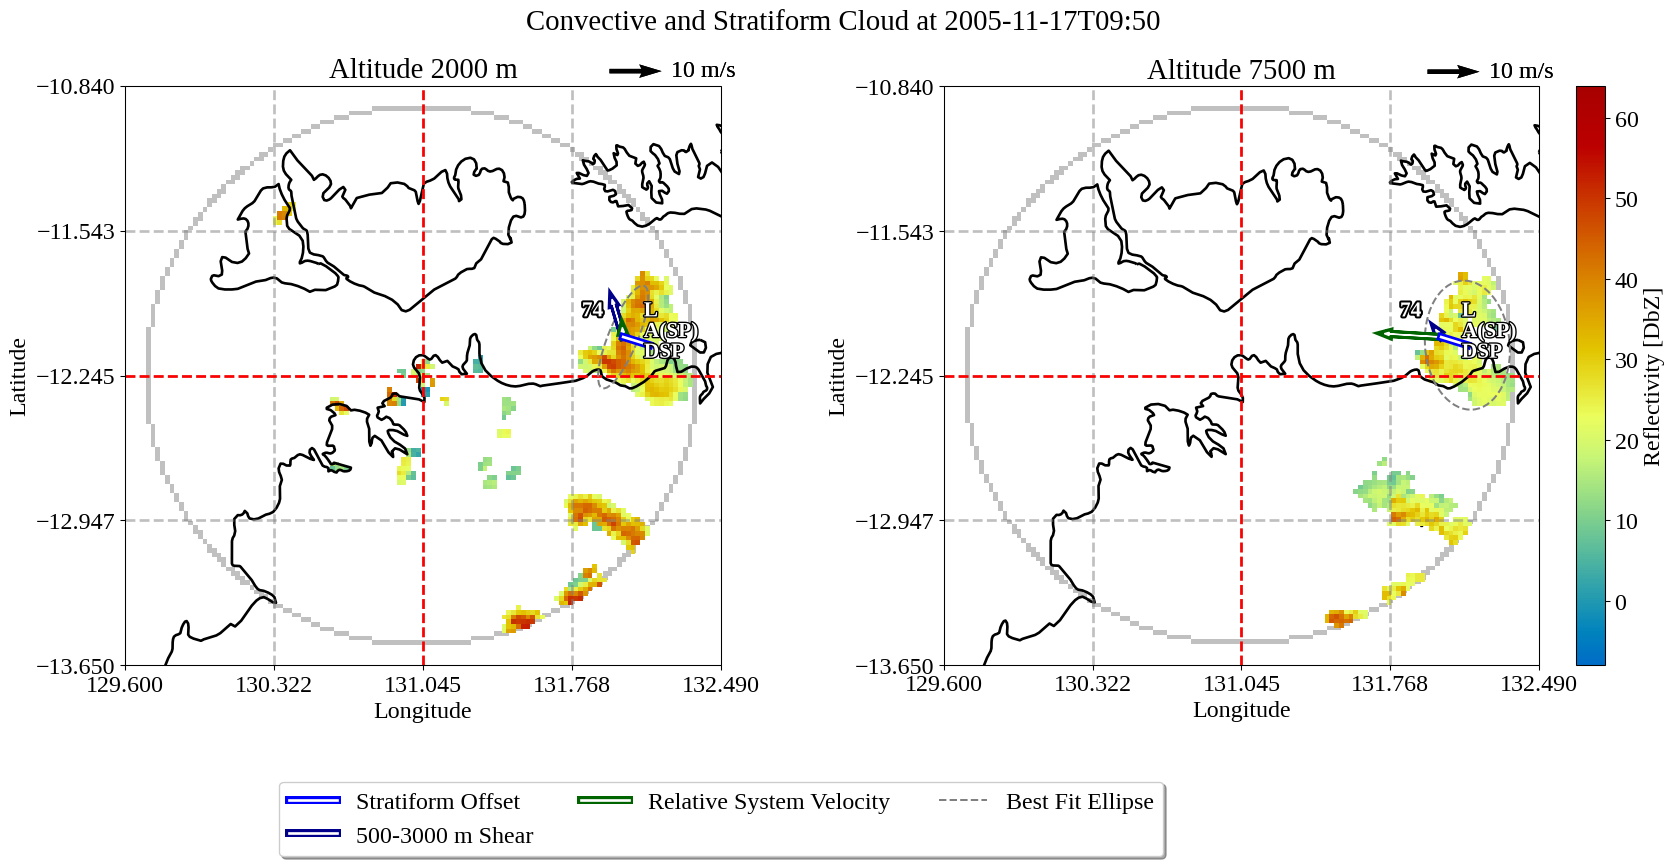 Convective and Stratiform Cloud at 2005-11-17T09:50
Altitude 2000 m
10 m/s
−10.840
−11.543
−12.245
−12.947
−13.650
129.600
130.322
131.045
131.768
132.490
Latitude
Longitude
74
L
A(SP)
DSP
Altitude 7500 m
10 m/s
−10.840
−11.543
−12.245
−12.947
−13.650
129.600
130.322
131.045
131.768
132.490
Latitude
Longitude
74
L
A(SP)
DSP
60
50
40
30
20
10
0
Reflectivity [DbZ]
Stratiform Offset
500-3000 m Shear
Relative System Velocity
Best Fit Ellipse